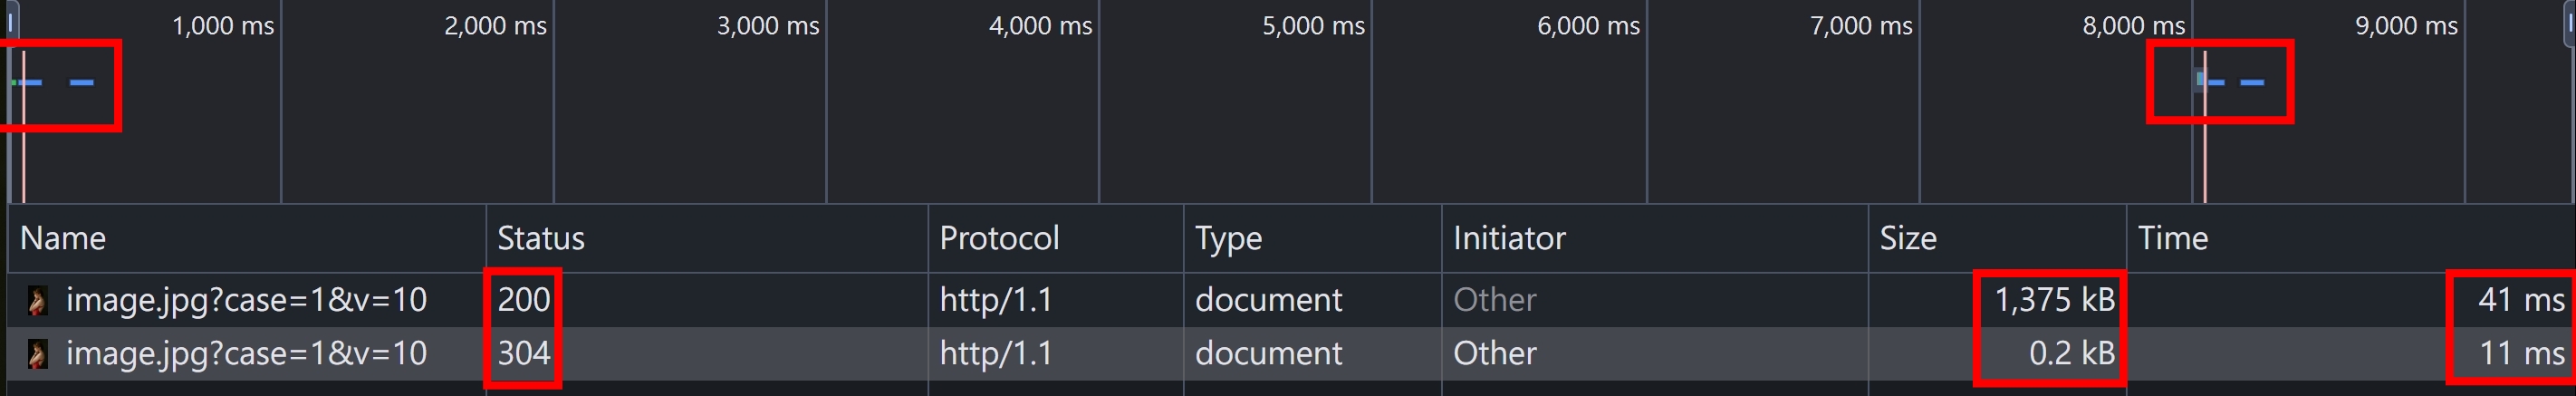 1,000 ms 2,000 ms 3,000 ms 4,000 ms 5,000 ms 6,000 ms 7,000 ms 8,000 ms 9,000 ms
Name Status Protocol Type Initiator Size Time
image.jpg?case=1&v=10 200 http/1.1 document Other 1,375 kB 41 ms
image.jpg?case=1&v=10 304 http/1.1 document Other 0.2 kB 11 ms